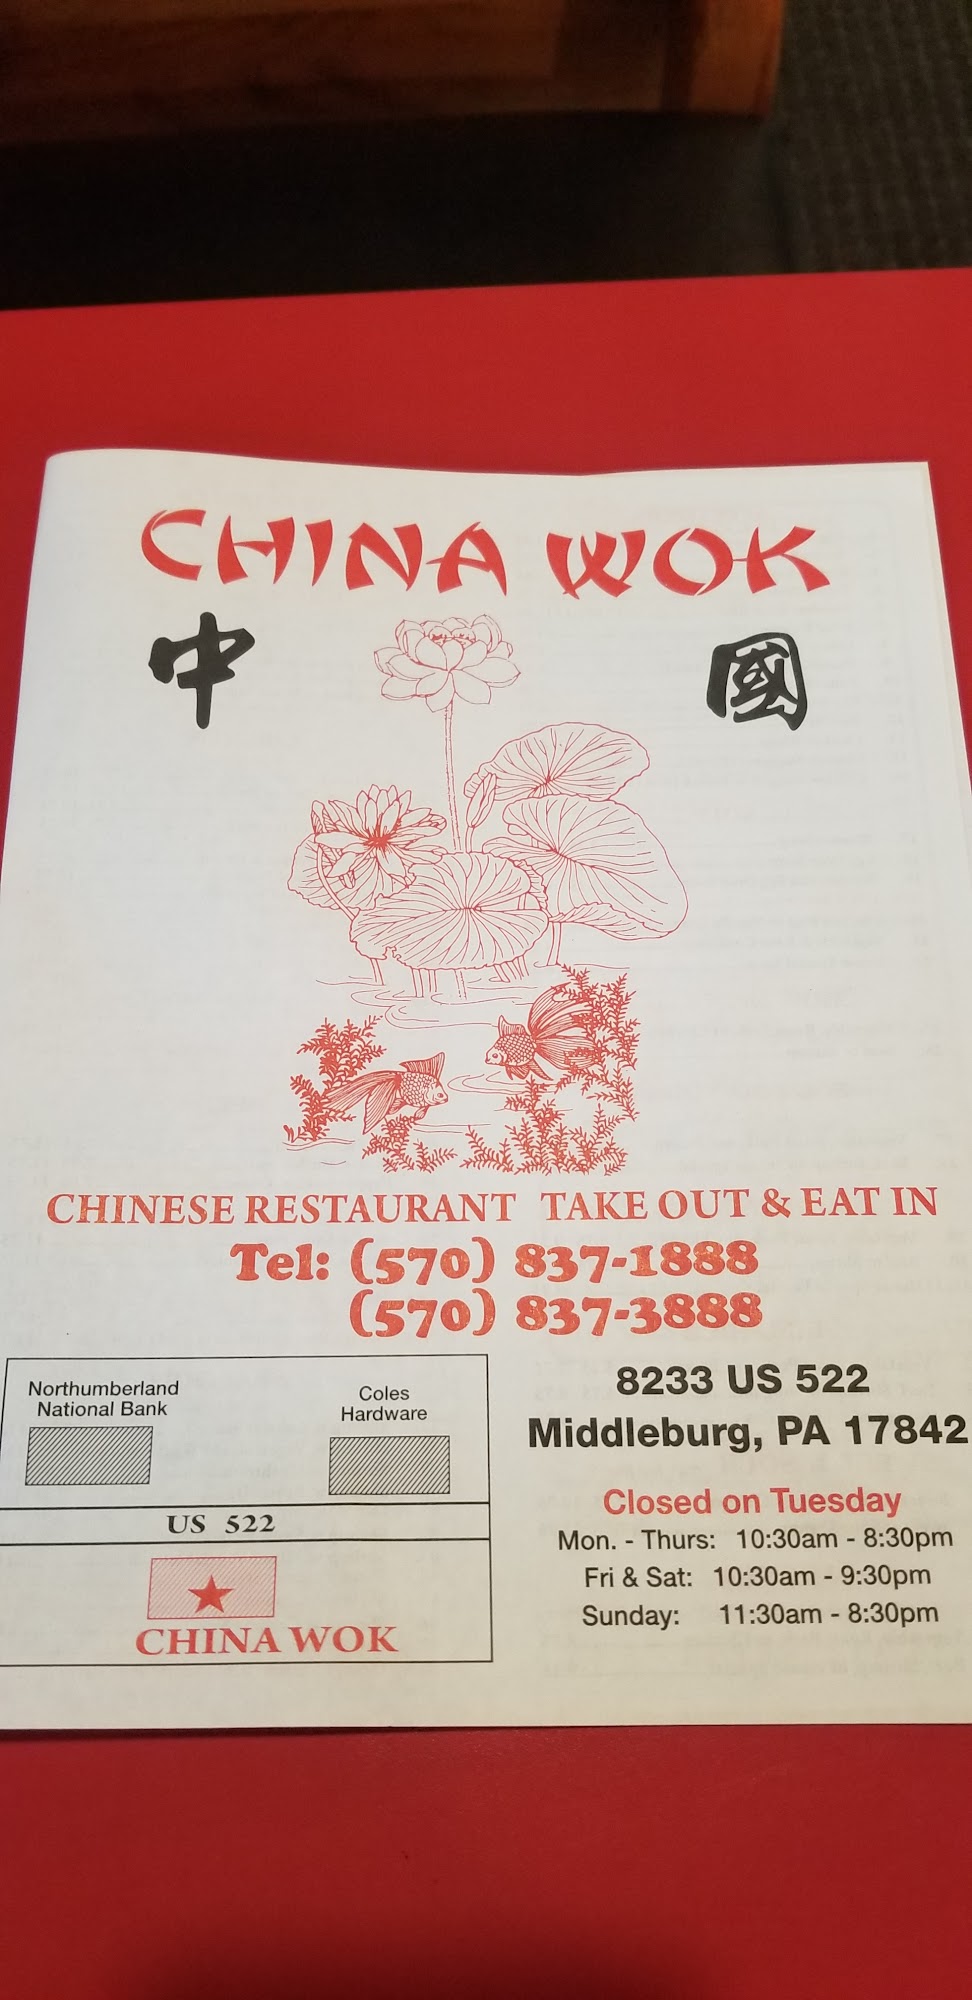 CHINA WOK
中 國
CHINESE RESTAURANT TAKE OUT & EAT IN
Tel: (570) 837-1888
(570) 837-3888
Northumberland
National Bank
Coles
Hardware
US 522
CHINA WOK
8233 US 522
Middleburg, PA 17842
Closed on Tuesday
Mon. - Thurs: 10:30am - 8:30pm
Fri & Sat: 10:30am - 9:30pm
Sunday: 11:30am - 8:30pm